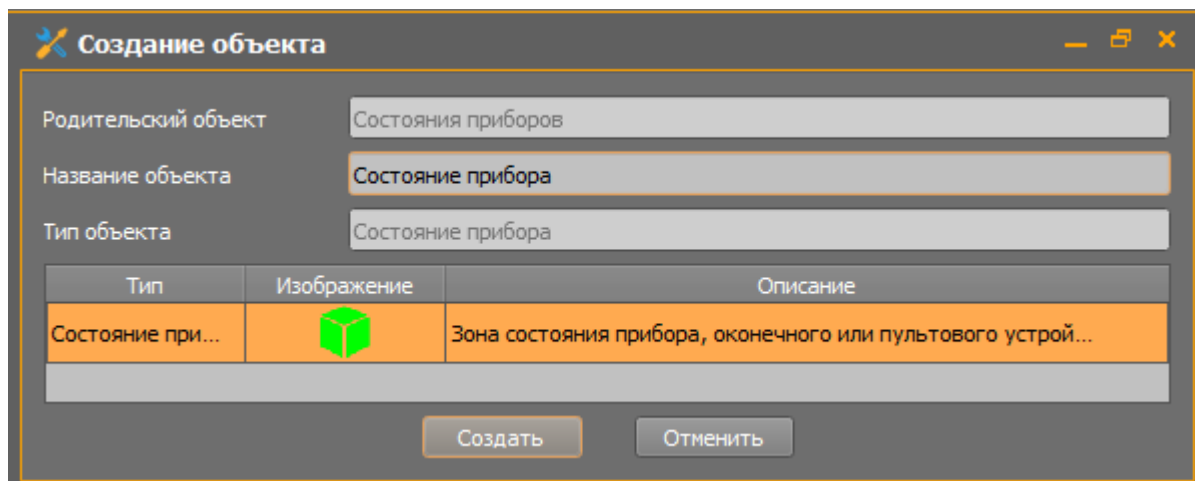 Создание объекта
Родительский объект Состояния приборов
Название объекта Состояние прибора
Тип объекта Состояние прибора
Тип Изображение Описание
Состояние при... Зона состояния прибора, оконечного или пультового устрой...
Создать Отменить